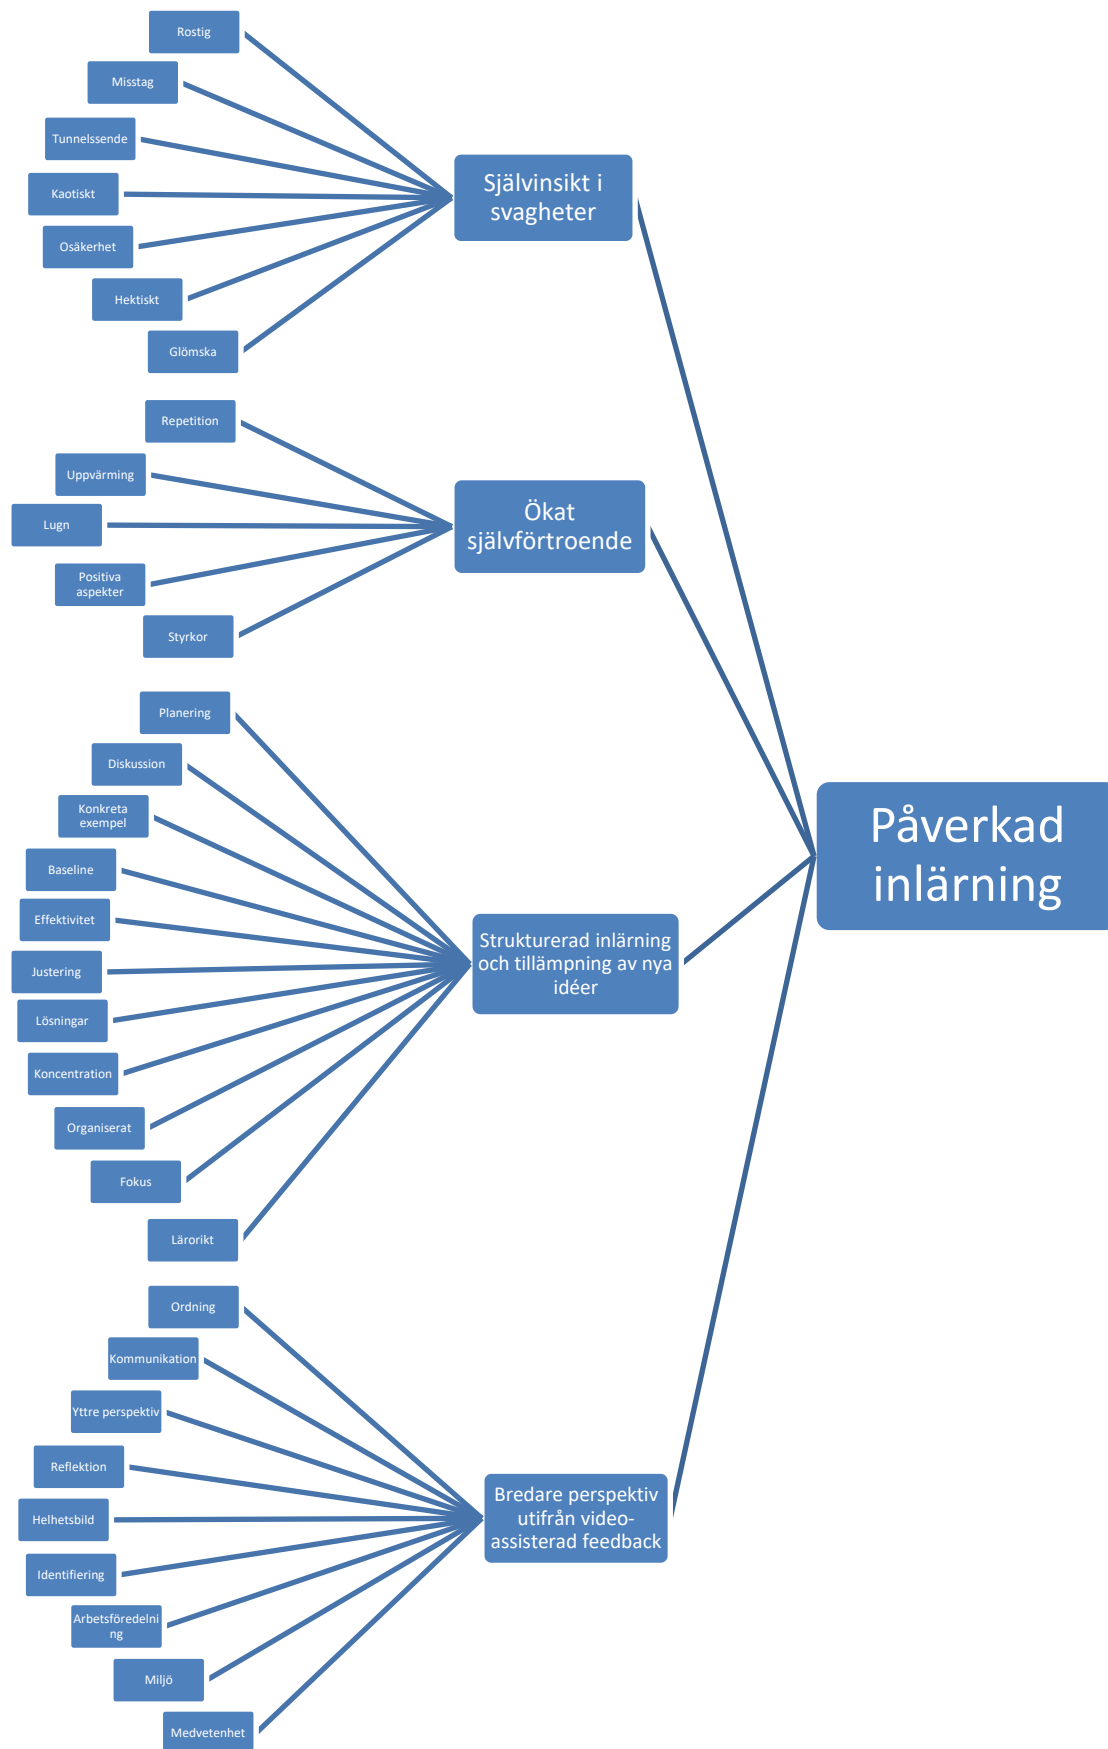 Rostig
Misstag
Tunnelssende
Kaotiskt
Osäkerhet
Hektiskt
Glömska
Självinsikt i
svagheter
Repetition
Uppvärming
Lugn
Positiva
aspekter
Styrkor
Ökat
självförtroende
Planering
Diskussion
Konkreta
exempel
Baseline
Effektivitet
Justering
Lösningar
Koncentration
Organiserat
Fokus
Lärorikt
Strukturerad inlärning
och tillämpning av nya
idéer
Ordning
Kommunikation
Yttre perspektiv
Reflektion
Helhetsbild
Identifiering
Arbetsföredelni
ng
Miljö
Medvetenhet
Bredare perspektiv
utifrån video-
assisterad feedback
Påverkad
inlärning